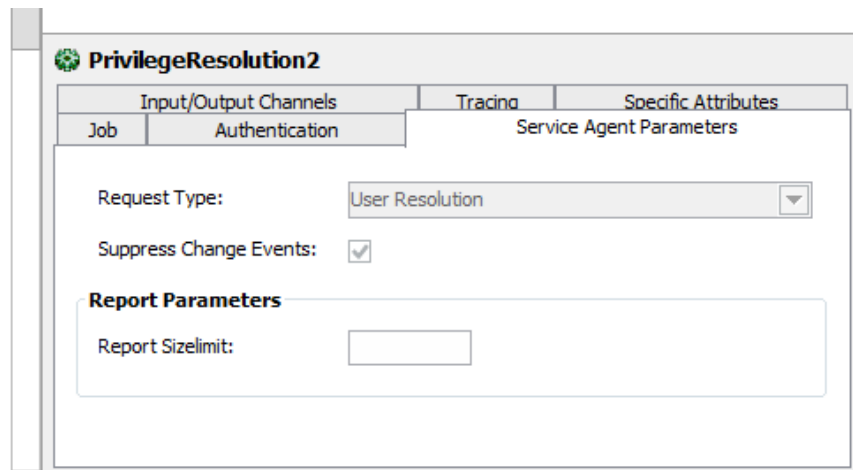 PrivilegeResolution2
Input/Output Channels Tracing Specific Attributes
Job Authentication Service Agent Parameters
Request Type: User Resolution
Suppress Change Events:
Report Parameters
Report Sizelimit: